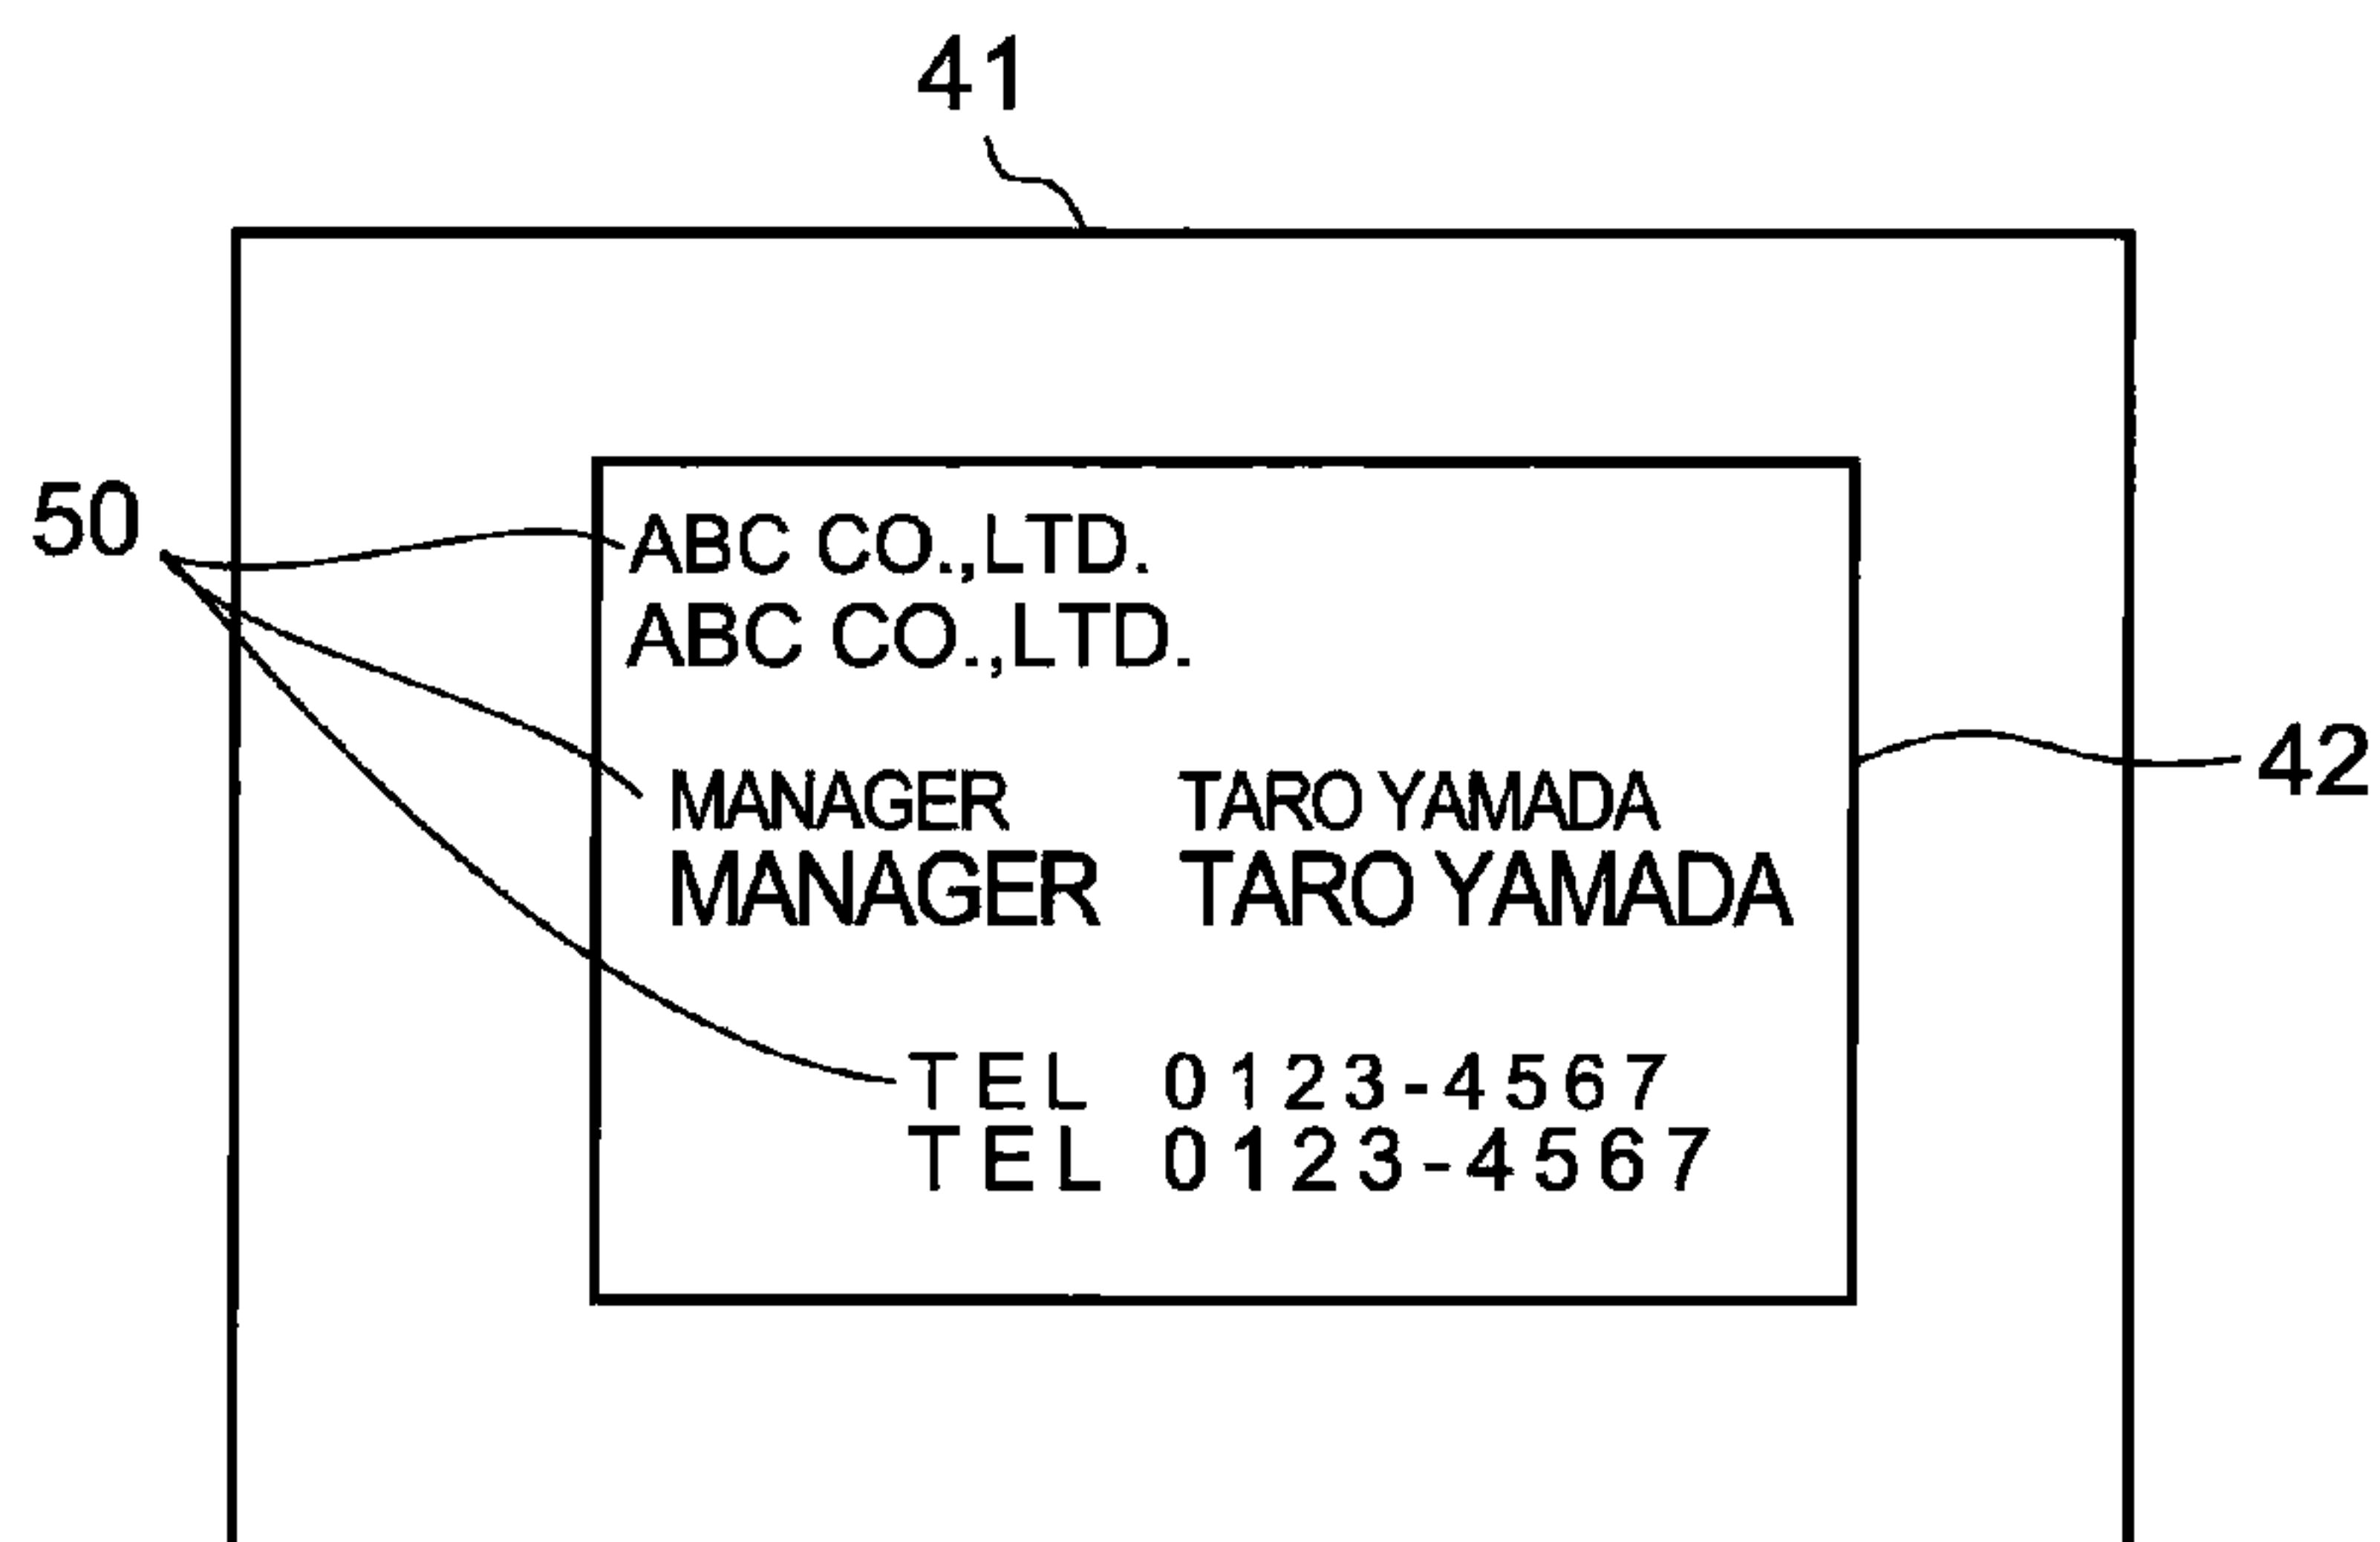 41
50
ABC CO.,LTD.
ABC CO.,LTD.
42
MANAGER TARO YAMADA
MANAGER TARO YAMADA
TEL 0123-4567
TEL 0123-4567